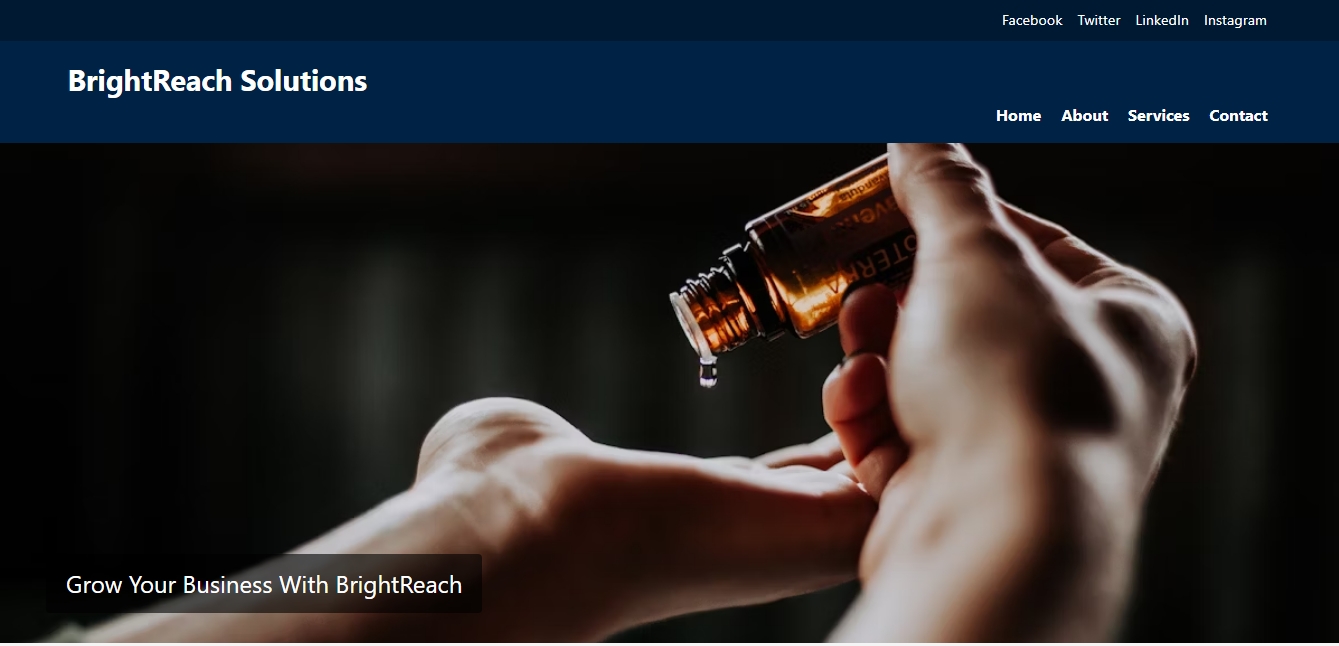 Facebook Twitter LinkedIn Instagram
BrightReach Solutions
Home About Services Contact
Grow Your Business With BrightReach